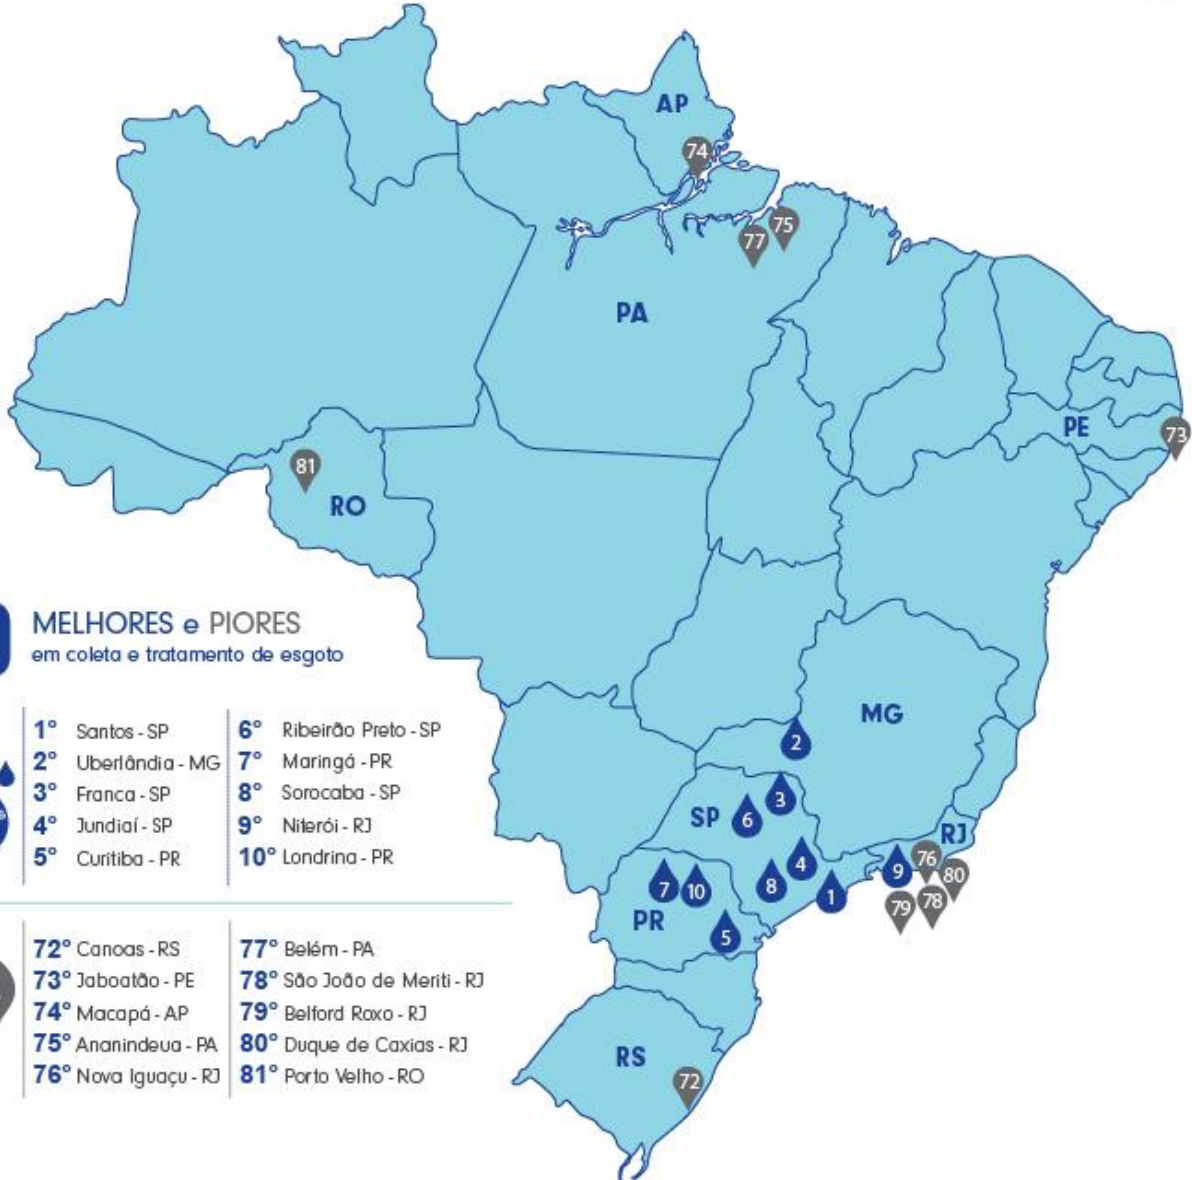 AP
74
75
77
PA
PE
73
81
RO
MELHORES e PIORES
em coleta e tratamento de esgoto
MG
2
3
SP
6
RJ
4
9
76
80
7
10
8
1
79
78
PR
5
RS
72
1° Santos - SP
2° Uberlândia - MG
3° Franca - SP
4° Jundiaí - SP
5° Curitiba - PR
6° Ribeirão Preto - SP
7° Maringá - PR
8° Sorocaba - SP
9° Niterói - RJ
10° Londrina - PR
72° Canoas - RS
73° Jaboatão - PE
74° Macapá - AP
75° Ananindeua - PA
76° Nova Iguaçu - RJ
77° Belém - PA
78° São João de Meriti - RJ
79° Belford Roxo - RJ
80° Duque de Caxias - RJ
81° Porto Velho - RO